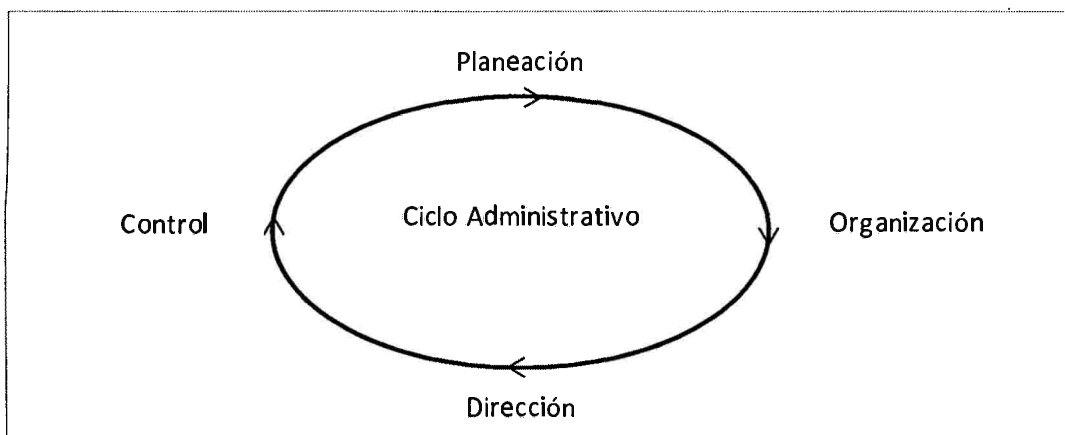 Planeación
Control
Ciclo Administrativo
Organización
Dirección